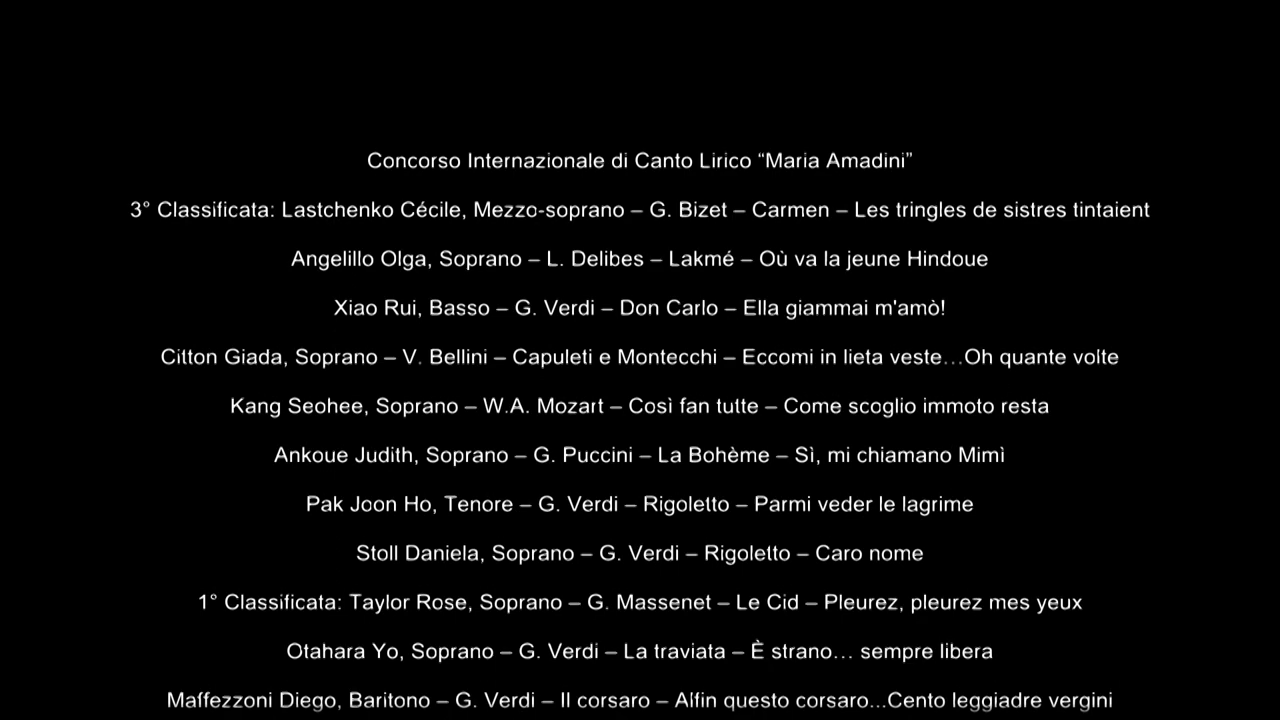 Concorso Internazionale di Canto Lirico “Maria Amadini”
3° Classificata: Lastchenko Cécile, Mezzo-soprano – G. Bizet – Carmen – Les tringles de sistres tintaient
Angelillo Olga, Soprano – L. Delibes – Lakmé – Où va la jeune Hindoue
Xiao Rui, Basso – G. Verdi – Don Carlo – Ella giammai m'amò!
Citton Giada, Soprano – V. Bellini – Capuleti e Montecchi – Eccomi in lieta veste…Oh quante volte
Kang Seohee, Soprano – W.A. Mozart – Così fan tutte – Come scoglio immoto resta
Ankoue Judith, Soprano – G. Puccini – La Bohème – Sì, mi chiamano Mimì
Pak Joon Ho, Tenore – G. Verdi – Rigoletto – Parmi veder le lagrime
Stoll Daniela, Soprano – G. Verdi – Rigoletto – Caro nome
1° Classificata: Taylor Rose, Soprano – G. Massenet – Le Cid – Pleurez, pleurez mes yeux
Otahara Yo, Soprano – G. Verdi – La traviata – È strano… sempre libera
Maffezzoni Diego, Baritono – G. Verdi – Il corsaro – Alfin questo corsaro...Cento leggiadre vergini